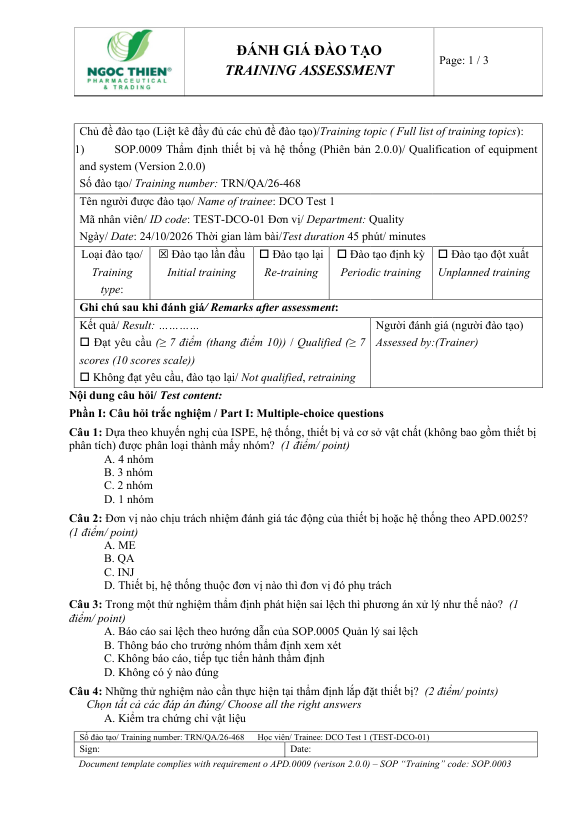 NGOC THIEN®
PHARMACEUTICAL
& TRADING
ĐÁNH GIÁ ĐÀO TẠO
TRAINING ASSESSMENT
Page: 1 / 3
Chủ đề đào tạo (Liệt kê đầy đủ các chủ đề đào tạo)/Training topic ( Full list of training topics):
1) SOP.0009 Thẩm định thiết bị và hệ thống (Phiên bản 2.0.0)/ Qualification of equipment
and system (Version 2.0.0)
Số đào tạo/ Training number: TRN/QA/26-468
Tên người được đào tạo/ Name of trainee: DCO Test 1
Mã nhân viên/ ID code: TEST-DCO-01 Đơn vị/ Department: Quality
Ngày/ Date: 24/10/2026 Thời gian làm bài/Test duration 45 phút/ minutes
Loại đào tạo/
Training
type:
☒ Đào tạo lần đầu
Initial training
☐ Đào tạo lại
Re-training
☐ Đào tạo định kỳ
Periodic training
☐ Đào tạo đột xuất
Unplanned training
Ghi chú sau khi đánh giá/ Remarks after assessment:
Kết quả/ Result: …………
☐ Đạt yêu cầu (≥ 7 điểm (thang điểm 10)) / Qualified (≥ 7
scores (10 scores scale))
☐ Không đạt yêu cầu, đào tạo lại/ Not qualified, retraining
Người đánh giá (người đào tạo)
Assessed by:(Trainer)
Nội dung câu hỏi/ Test content:
Phần I: Câu hỏi trắc nghiệm / Part I: Multiple-choice questions
Câu 1: Dựa theo khuyến nghị của ISPE, hệ thống, thiết bị và cơ sở vật chất (không bao gồm thiết bị
phân tích) được phân loại thành mấy nhóm? (1 điểm/ point)
A. 4 nhóm
B. 3 nhóm
C. 2 nhóm
D. 1 nhóm
Câu 2: Đơn vị nào chịu trách nhiệm đánh giá tác động của thiết bị hoặc hệ thống theo APD.0025?
(1 điểm/ point)
A. ME
B. QA
C. INJ
D. Thiết bị, hệ thống thuộc đơn vị nào thì đơn vị đó phụ trách
Câu 3: Trong một thử nghiệm thẩm định phát hiện sai lệch thì phương án xử lý như thế nào? (1
điểm/ point)
A. Báo cáo sai lệch theo hướng dẫn của SOP.0005 Quản lý sai lệch
B. Thông báo cho trưởng nhóm thẩm định xem xét
C. Không báo cáo, tiếp tục tiến hành thẩm định
D. Không có ý nào đúng
Câu 4: Những thử nghiệm nào cần thực hiện tại thẩm định lắp đặt thiết bị? (2 điểm/ points)
Chọn tất cả các đáp án đúng/ Choose all the right answers
A. Kiểm tra chứng chỉ vật liệu
Số đào tạo/ Training number: TRN/QA/26-468 Học viên/ Trainee: DCO Test 1 (TEST-DCO-01)
Sign:
Date:
Document template complies with requirement o APD.0009 (verison 2.0.0) – SOP “Training” code: SOP.0003